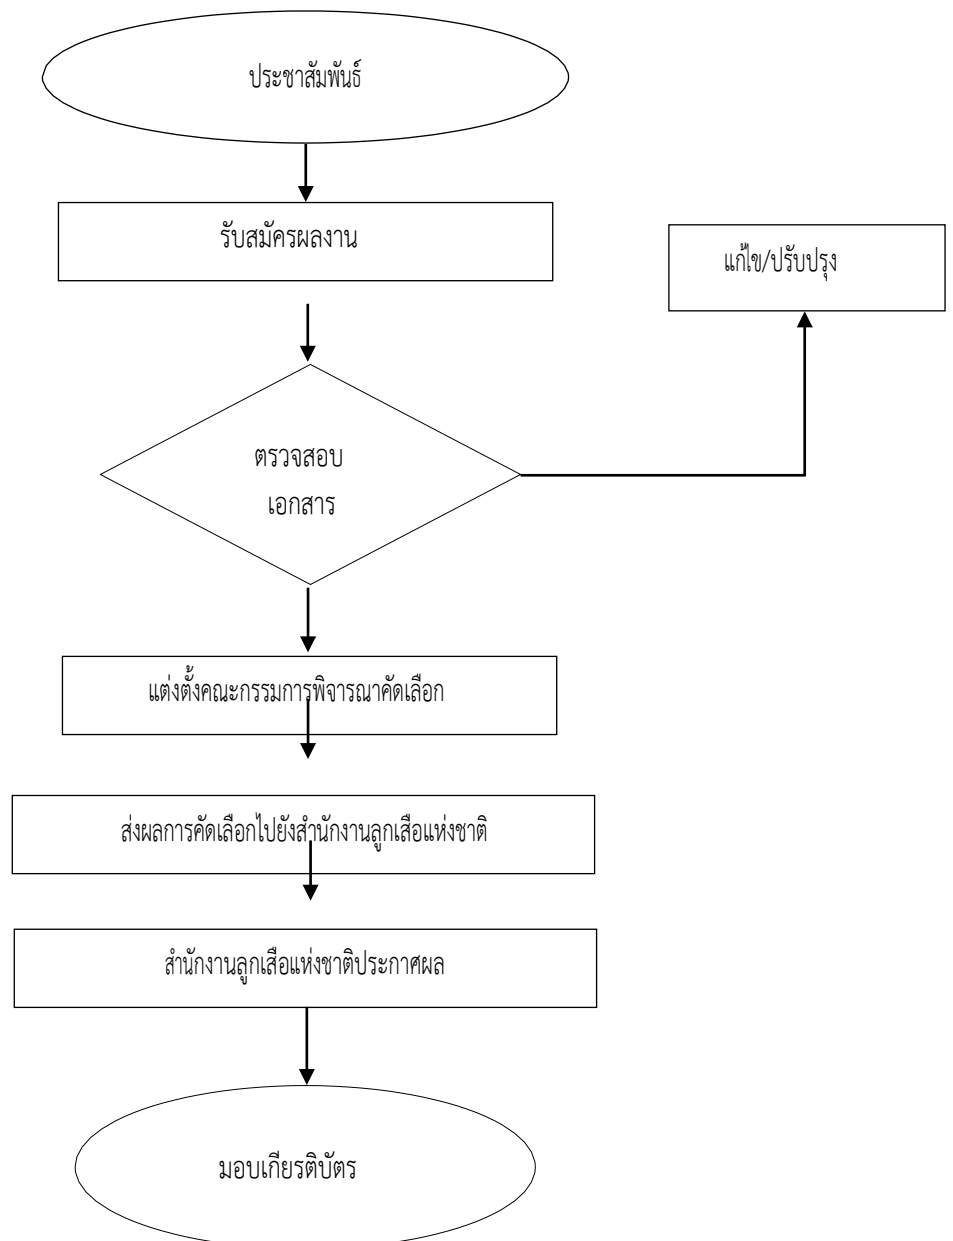 ประชาสัมพันธ์
รับสมัครผลงาน
แก้ไข/ปรับปรุง
ตรวจสอบ
เอกสาร
แต่งตั้งคณะกรรมการพิจารณาคัดเลือก
ส่งผลการคัดเลือกไปยังสำนักงานลูกเสือแห่งชาติ
สำนักงานลูกเสือแห่งชาติประกาศผล
มอบเกียรติบัตร